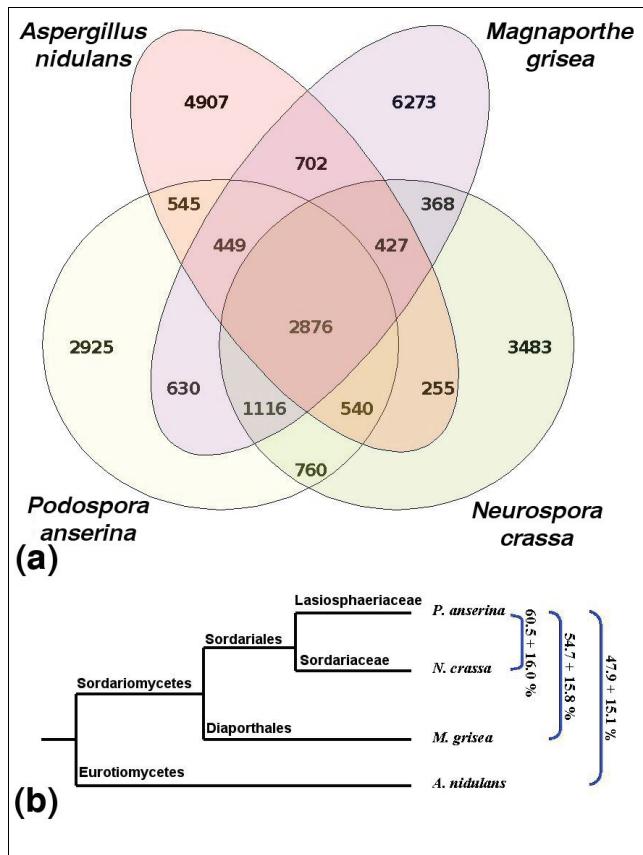 Aspergillus
nidulans
Magnaporthe
grisea
4907
6273
702
545
368
449
427
2876
2925
3483
630
255
1116
540
760
Podospora
anserina
Neurospora
crassa
(a)
Lasiosphaeriaceae
P. anserina
Sordariales
Sordariaceae
N. crassa
Sordariomycetes
Diaporthales
M. grisea
Eurotiomycetes
A. nidulans
60.5 + 16.0 %
54.7 + 15.8 %
47.9 + 15.1 %
(b)